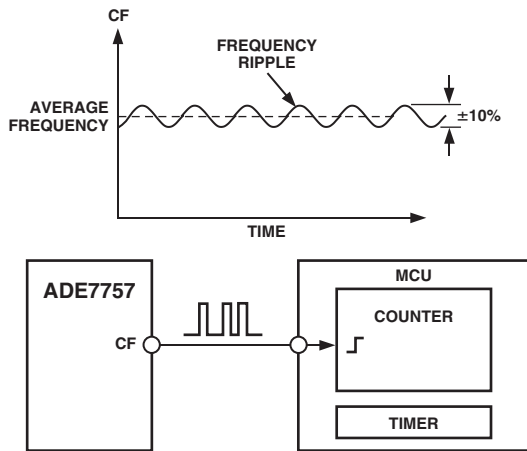 CF
FREQUENCY
RIPPLE
AVERAGE
FREQUENCY
±10%
TIME
ADE7757
CF
MCU
COUNTER
TIMER